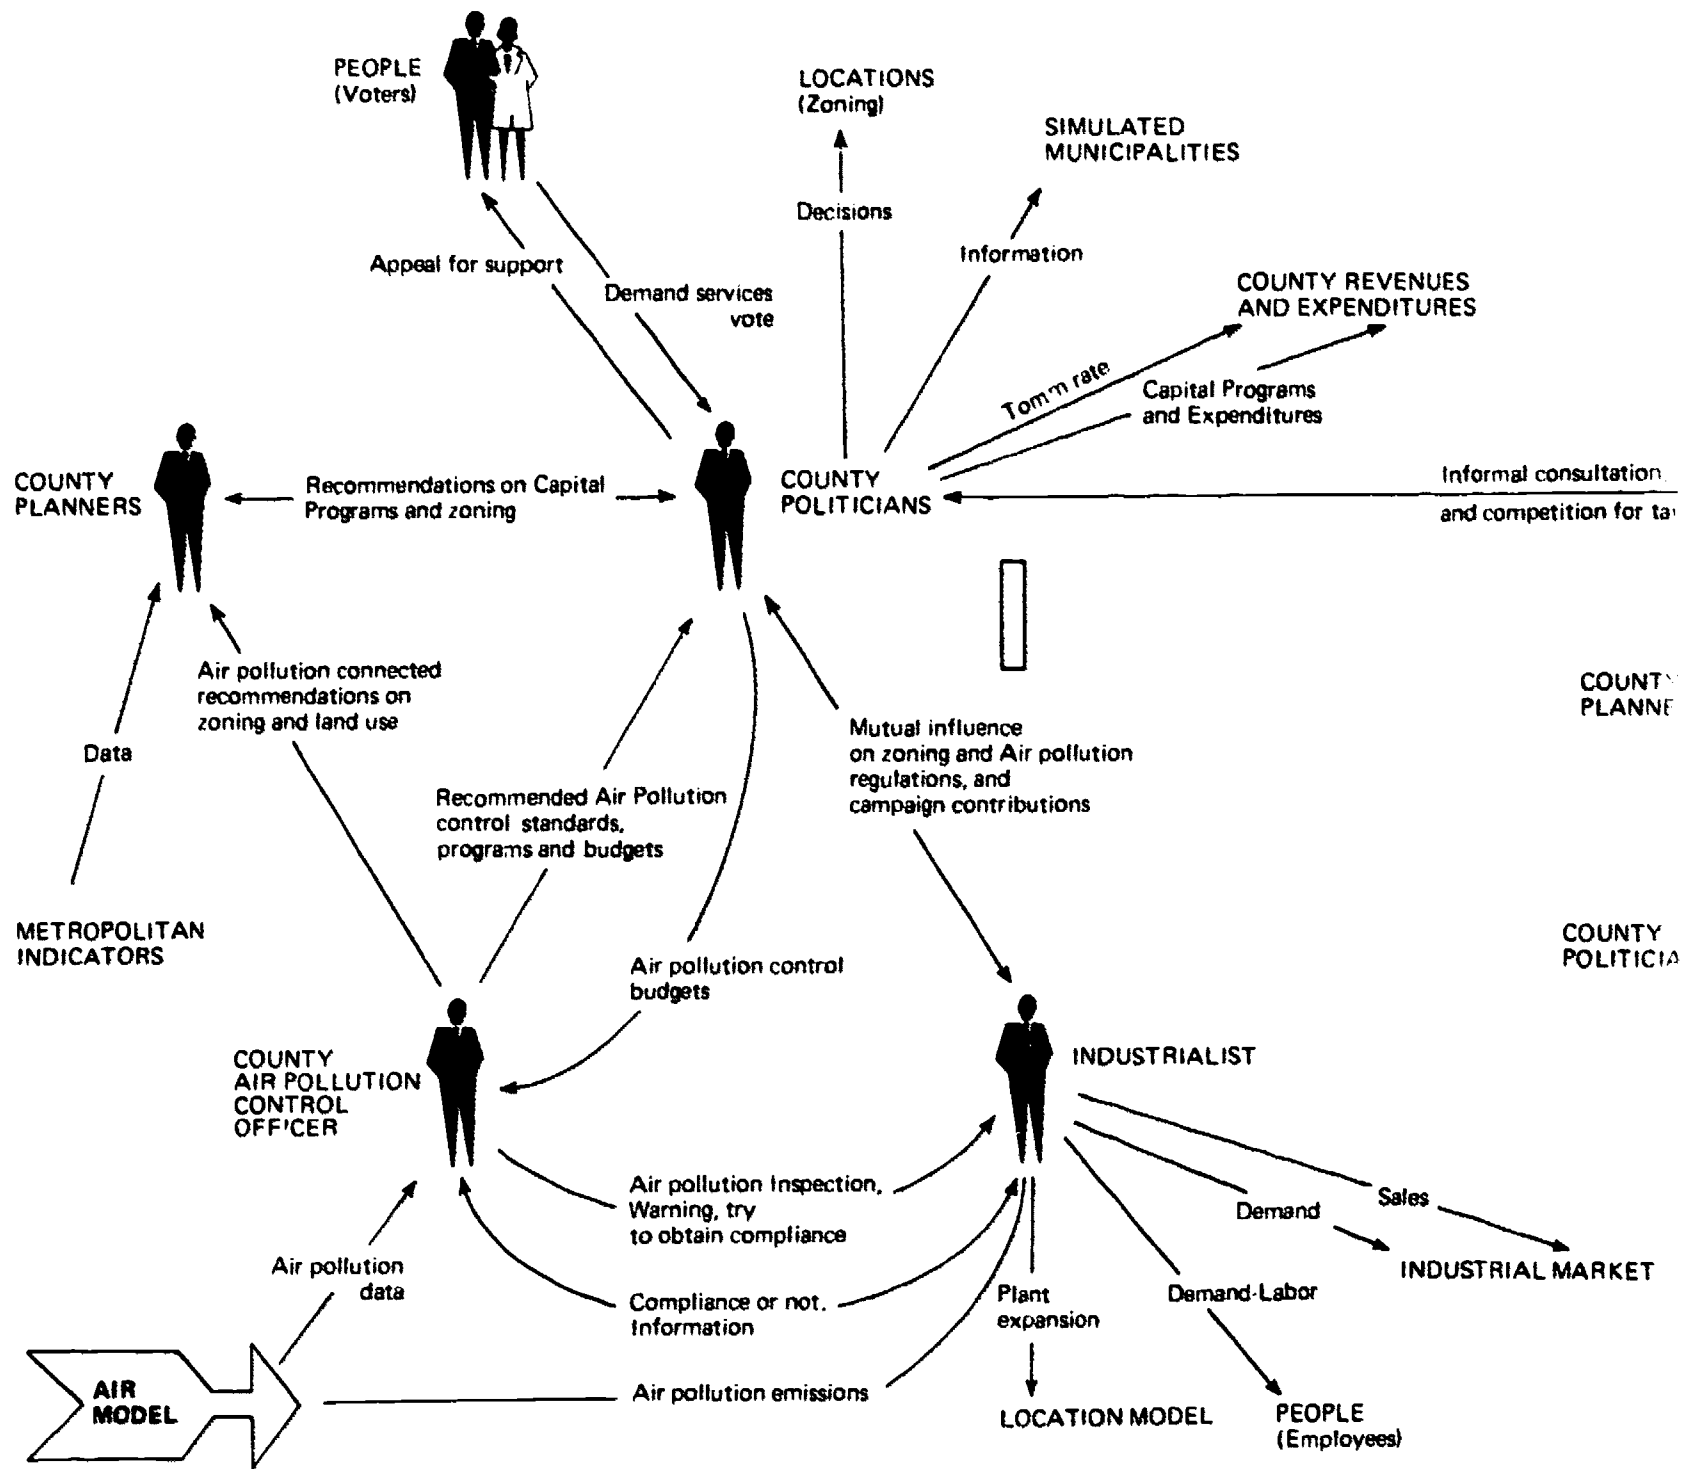 PEOPLE
(Voters)
LOCATIONS
(Zoning)
SIMULATED
MUNICIPALITIES
Decisions
Appeal for support
Information
Demand services
vote
COUNTY REVENUES
AND EXPENDITURES
rate
Capital Programs
and Expenditures
COUNTY
PLANNERS
Recommendations on Capital
Programs and zoning
COUNTY
POLITICIANS
Informal consultation
and competition for
Air pollution connected
recommendations on
zoning and land use
Data
Mutual influence
on zoning and Air pollution
regulations, and
campaign contributions
COUNTY
PLANNE
Recommended Air Pollution
control standards,
programs and budgets
METROPOLITAN
INDICATORS
COUNTY
POLITICIA
Air pollution control
budgets
COUNTY
AIR POLLUTION
CONTROL
OFFICER
INDUSTRIALIST
Air pollution Inspection,
Warning, try
to obtain compliance
Sales
Demand
INDUSTRIAL MARKET
Air pollution
data
Compliance or not,
Information
Plant
expansion
Demand-Labor
AIR
MODEL
Air pollution emissions
LOCATION MODEL
PEOPLE
(Employees)